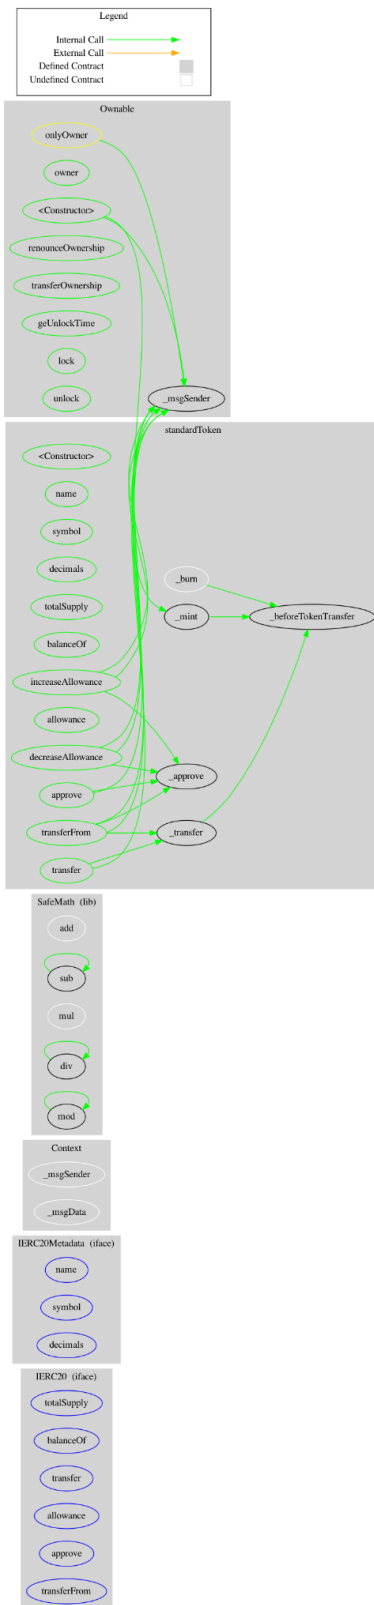 Legend
Internal Call
External Call
Defined Contract
Undefined Contract
Ownable
onlyOwner
owner
<Constructor>
renounceOwnership
transferOwnership
geUnlockTime
lock
unlock
_msgSender
standardToken
<Constructor>
name
symbol
decimals
_burn
totalSupply
_mint
_beforeTokenTransfer
balanceOf
increaseAllowance
allowance
decreaseAllowance
_approve
approve
transferFrom
_transfer
transfer
SafeMath (lib)
add
sub
mul
div
mod
Context
_msgSender
_msgData
IERC20Metadata (iface)
name
symbol
decimals
IERC20 (iface)
totalSupply
balanceOf
transfer
allowance
approve
transferFrom